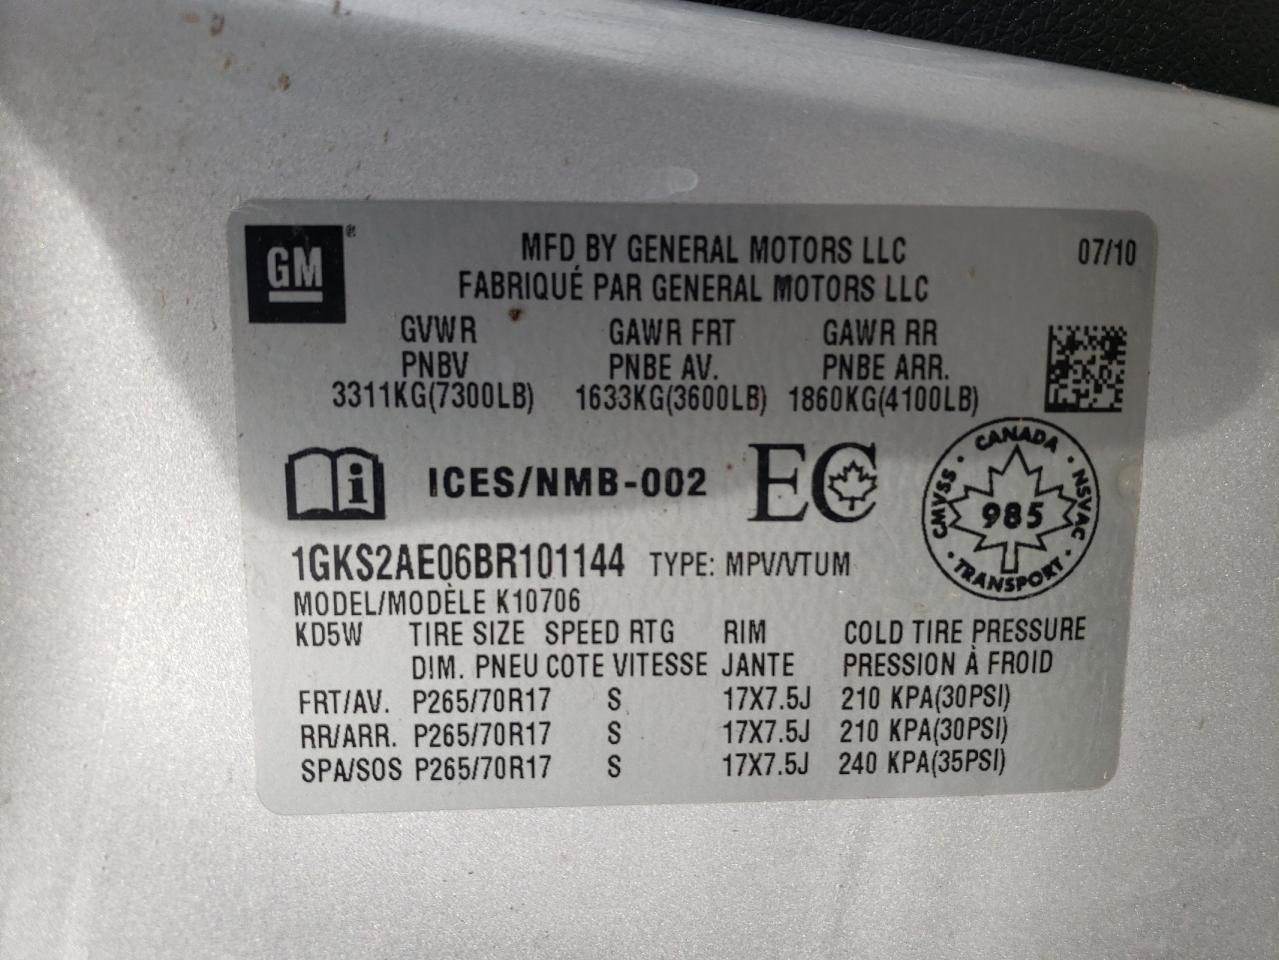 GM®
MFD BY GENERAL MOTORS LLC 07/10
FABRIQUÉ PAR GENERAL MOTORS LLC
GVWR GAWR FRT GAWR RR
PNBV PNBE AV. PNBE ARR.
3311KG(7300LB) 1633KG(3600LB) 1860KG(4100LB)
i ICES/NMB-002 EC
CANADA
CMVSS · NSVAC
985
· TRANSPORT ·
1GKS2AE06BR101144 TYPE: MPV/VTUM
MODEL/MODÈLE K10706
KD5W TIRE SIZE SPEED RTG RIM COLD TIRE PRESSURE
DIM. PNEU COTE VITESSE JANTE PRESSION À FROID
FRT/AV. P265/70R17 S 17X7.5J 210 KPA(30PSI)
RR/ARR. P265/70R17 S 17X7.5J 210 KPA(30PSI)
SPA/SOS P265/70R17 S 17X7.5J 240 KPA(35PSI)